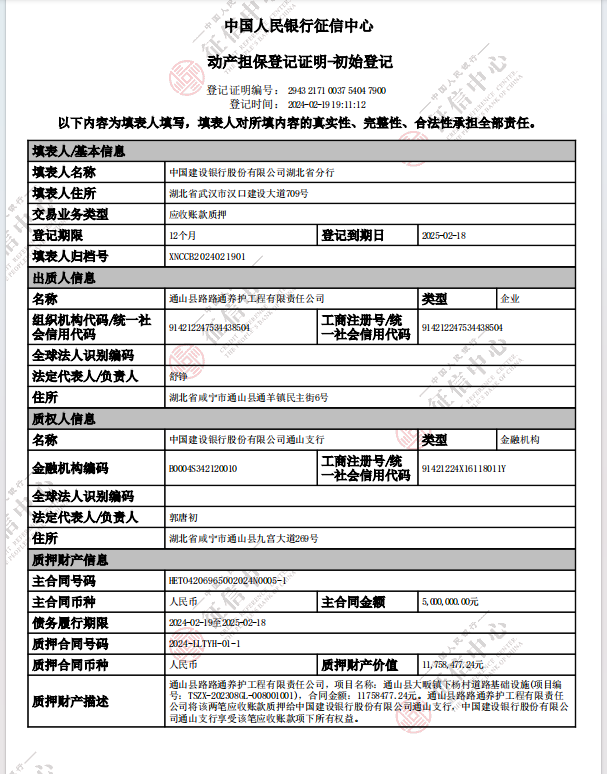 中国人民银行征信中心
动产担保登记证明-初始登记
登记证明编号： 2943 2171 0037 5404 7900
登记时间： 2024-02-19 19:11:12
以下内容为填表人填写，填表人对所填内容的真实性、完整性、合法性承担全部责任。
填表人/基本信息
填表人名称 中国建设银行股份有限公司湖北省分行
填表人住所 湖北省武汉市汉口建设大道709号
交易业务类型 应收账款质押
登记期限 12个月 登记到期日 2025-02-18
填表人归档号 XNCCB2024021901
出质人信息
名称 通山县路路通养护工程有限责任公司 类型 企业
组织机构代码/统一社会信用代码 914212247534438504 工商注册号/统一社会信用代码 914212247534438504
全球法人识别编码
法定代表人/负责人 舒铮
住所 湖北省咸宁市通山县通羊镇民主街6号
质权人信息
名称 中国建设银行股份有限公司通山支行 类型 金融机构
金融机构编码 B0004S342120010 工商注册号/统一社会信用代码 91421224X16118011Y
全球法人识别编码
法定代表人/负责人 郭唐初
住所 湖北省咸宁市通山县九宫大道269号
质押财产信息
主合同号码 HETO42069650020​24N0005-1
主合同币种 人民币 主合同金额 5,000,000.00元
债务履行期限 2024-02-19至2025-02-18
质押合同号码 2024-1LTYH-01-1
质押合同币种 人民币 质押财产价值 11,758,477.24元
质押财产描述 通山县路路通养护工程有限责任公司，项目名称：通山县大畈镇下杨村道路基础设施(项目编
号：TSZX-202308GL-008001001)，合同金额：11758477.24元。通山县路路通养护工程有限责任公
司将该两笔应收账款质押给中国建设银行股份有限公司通山支行，中国建设银行股份有限公
司通山支行享受该笔应收账款项下所有权益。